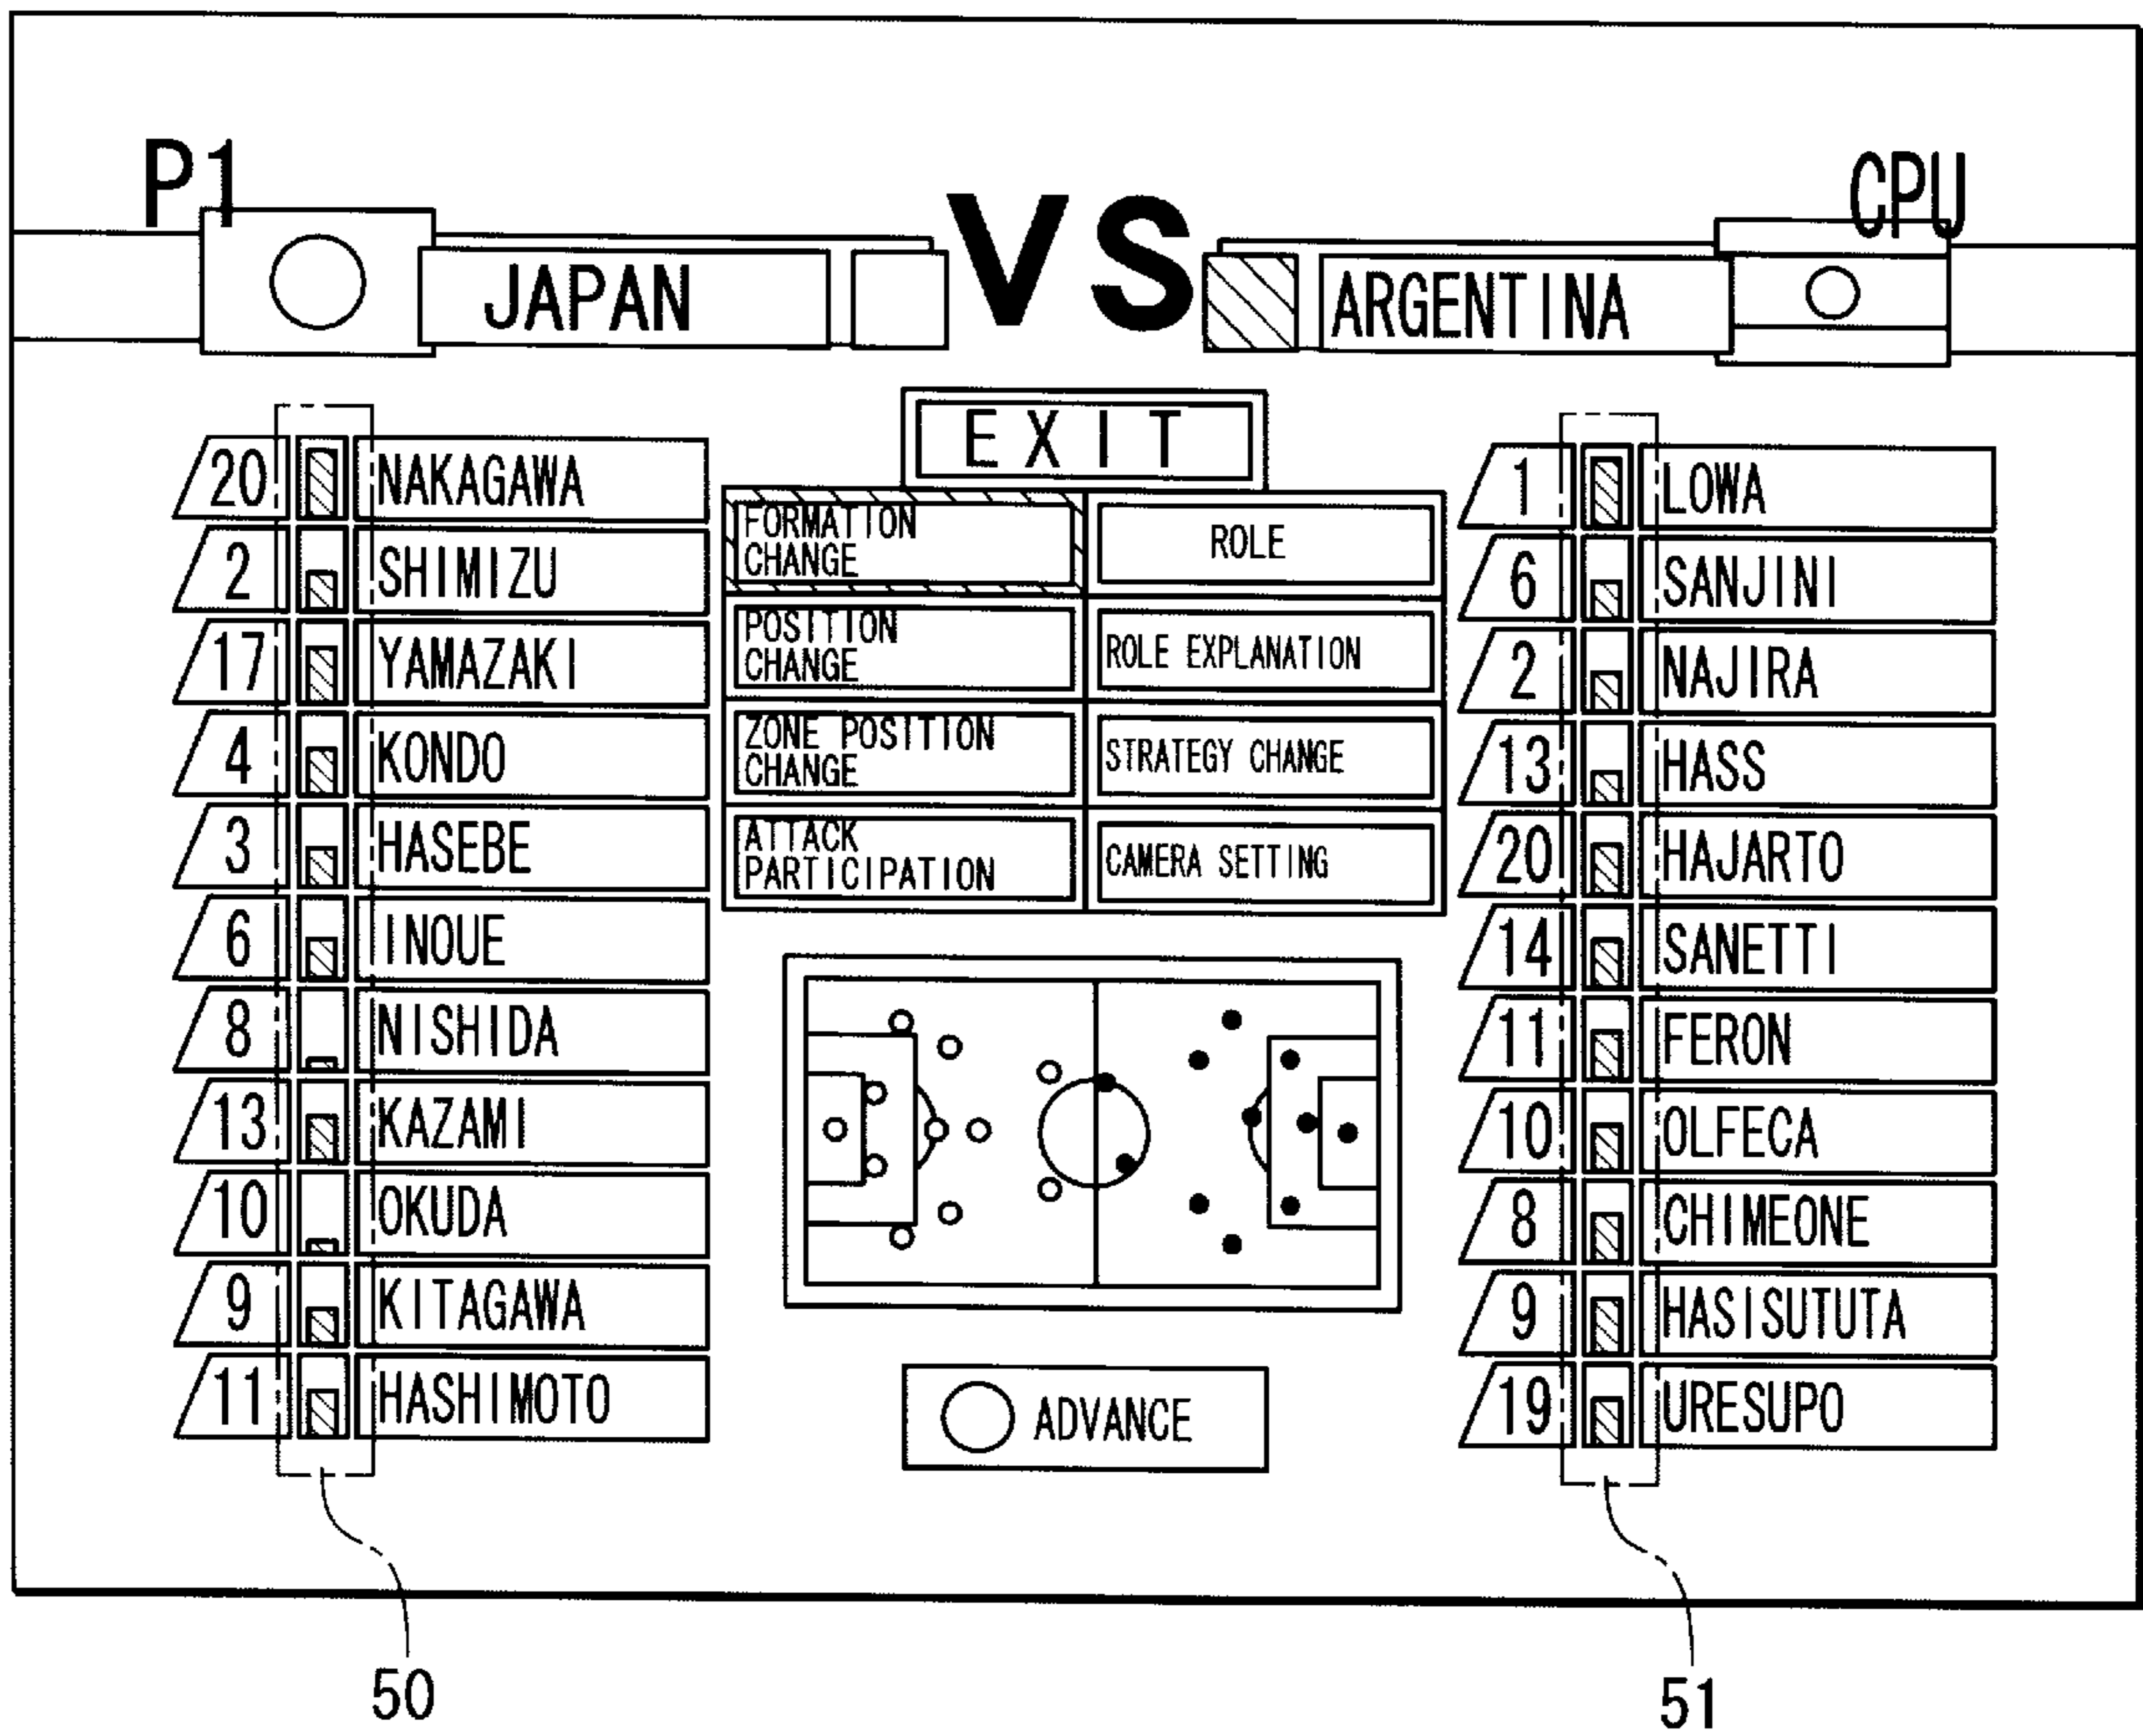 P1
VS
CPU
JAPAN
ARGENTINA
EXIT
20 NAKAGAWA
2 SHIMIZU
17 YAMAZAKI
4 KONDO
3 HASEBE
6 INOUE
8 NISHIDA
13 KAZAMI
10 OKUDA
9 KITAGAWA
11 HASHIMOTO
FORMATION
CHANGE
ROLE
POSITION
CHANGE
ROLE EXPLANATION
ZONE POSITION
CHANGE
STRATEGY CHANGE
ATTACK
PARTICIPATION
CAMERA SETTING
ADVANCE
1 LOWA
6 SANJINI
2 NAJIRA
13 HASS
20 HAJARTO
14 SANETTI
11 FERON
10 OLFECA
8 CHIMEONE
9 HASISUTUTA
19 URESUPO
50
51